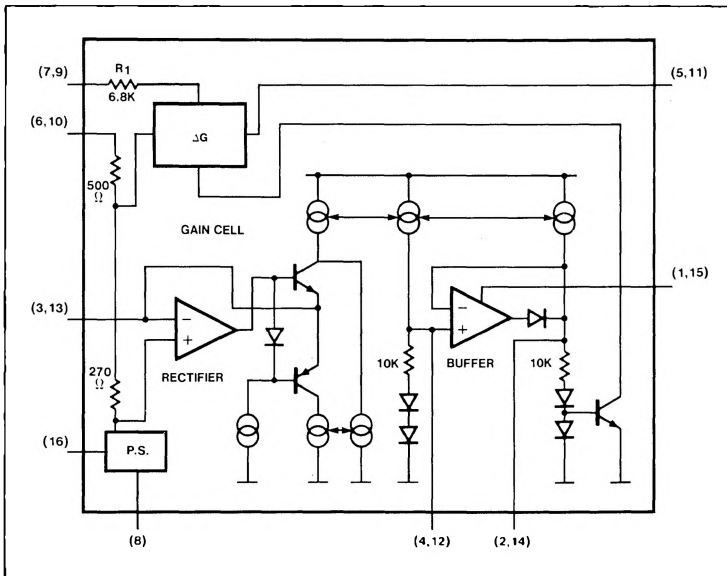 (7,9)
R1
6.8K
(5,11)
(6,10)
ΔG
500
Ω
GAIN CELL
(3,13)
−
+
RECTIFIER
−
+
BUFFER
(1,15)
10K
10K
270
Ω
(16)
P.S.
(8)
(4,12)
(2,14)